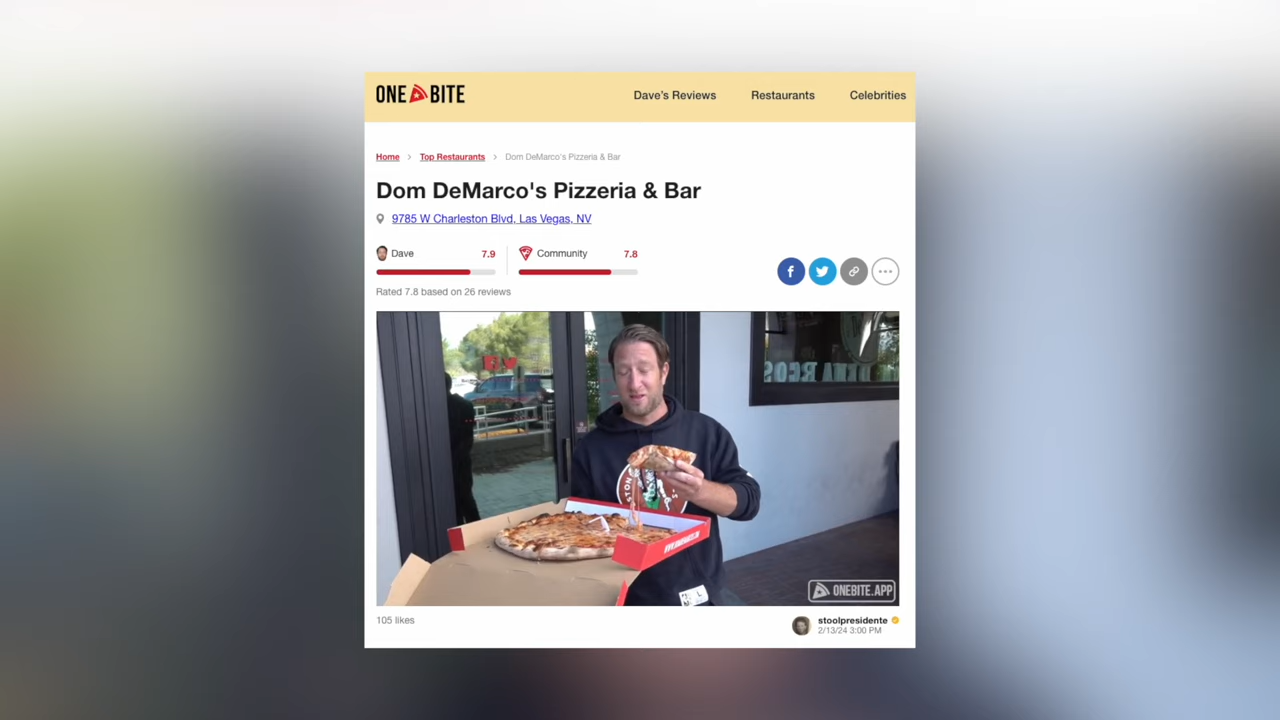 ONE BITE
Dave's Reviews
Restaurants
Celebrities
Home > Top Restaurants > Dom DeMarco's Pizzeria & Bar
Dom DeMarco's Pizzeria & Bar
9785 W Charleston Blvd, Las Vegas, NV
Dave 7.9
Community 7.8
Rated 7.8 based on 26 reviews
ONEBITE.APP
105 likes
stoolpresidente
2/13/24 3:00 PM